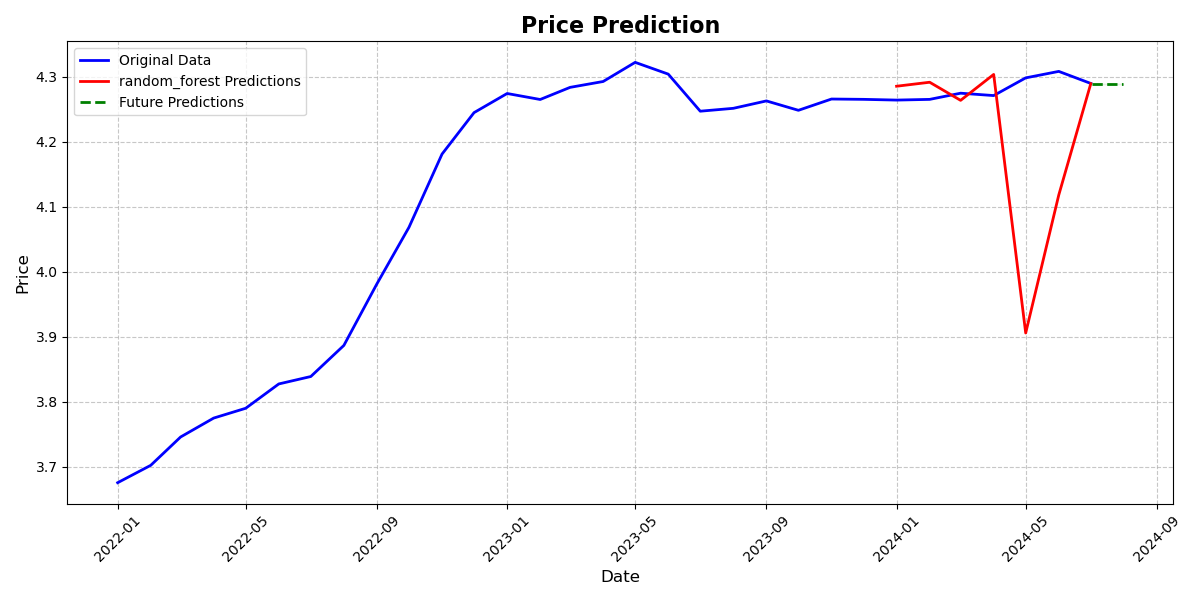 Price Prediction
Original Data
random_forest Predictions
Future Predictions
Price
4.3
4.2
4.1
4.0
3.9
3.8
3.7
2022-01
2022-05
2022-09
2023-01
2023-05
2023-09
2024-01
2024-05
2024-09
Date